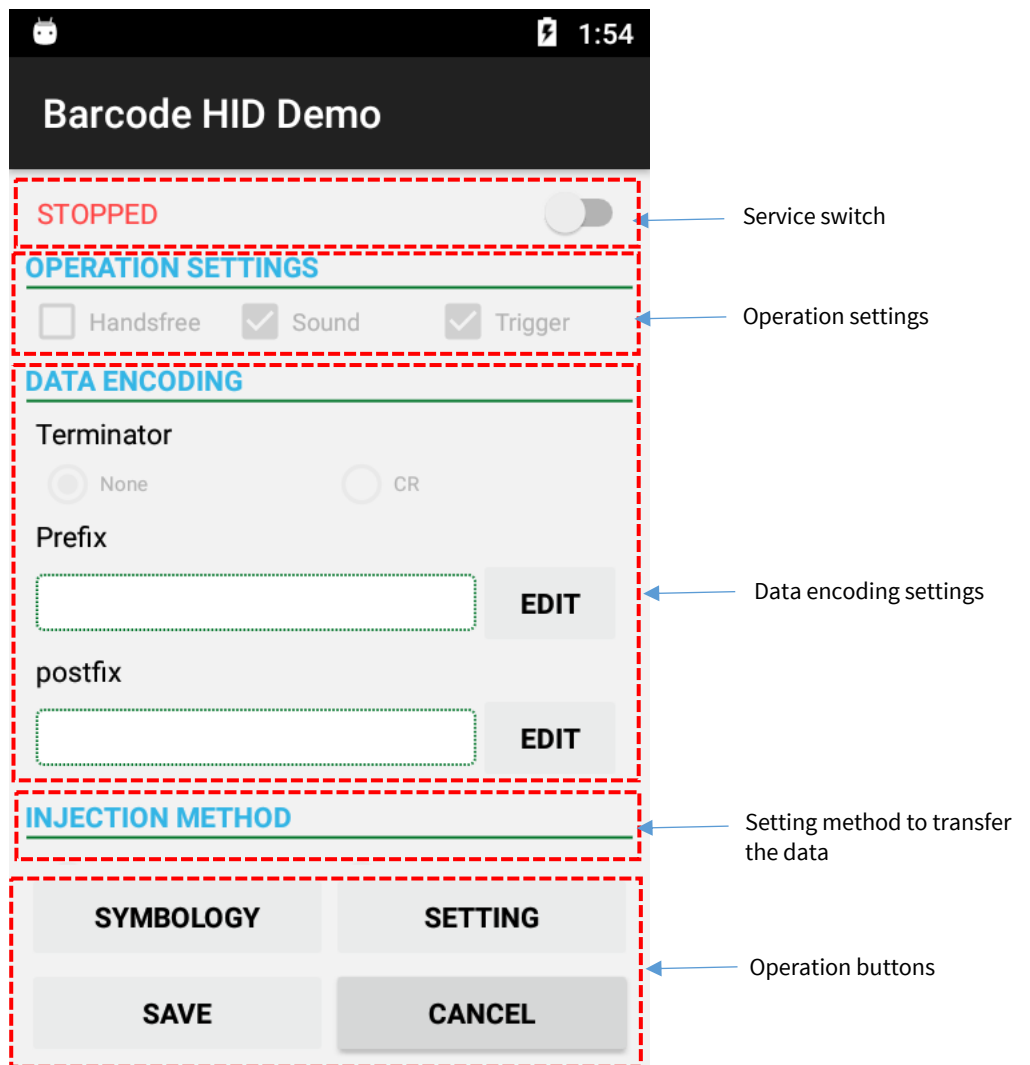 1:54
Barcode HID Demo
STOPPED
Service switch
OPERATION SETTINGS
Handsfree Sound Trigger
Operation settings
DATA ENCODING
Terminator
None CR
Prefix
EDIT
Data encoding settings
postfix
EDIT
INJECTION METHOD
Setting method to transfer
the data
SYMBOLOGY SETTING
Operation buttons
SAVE CANCEL